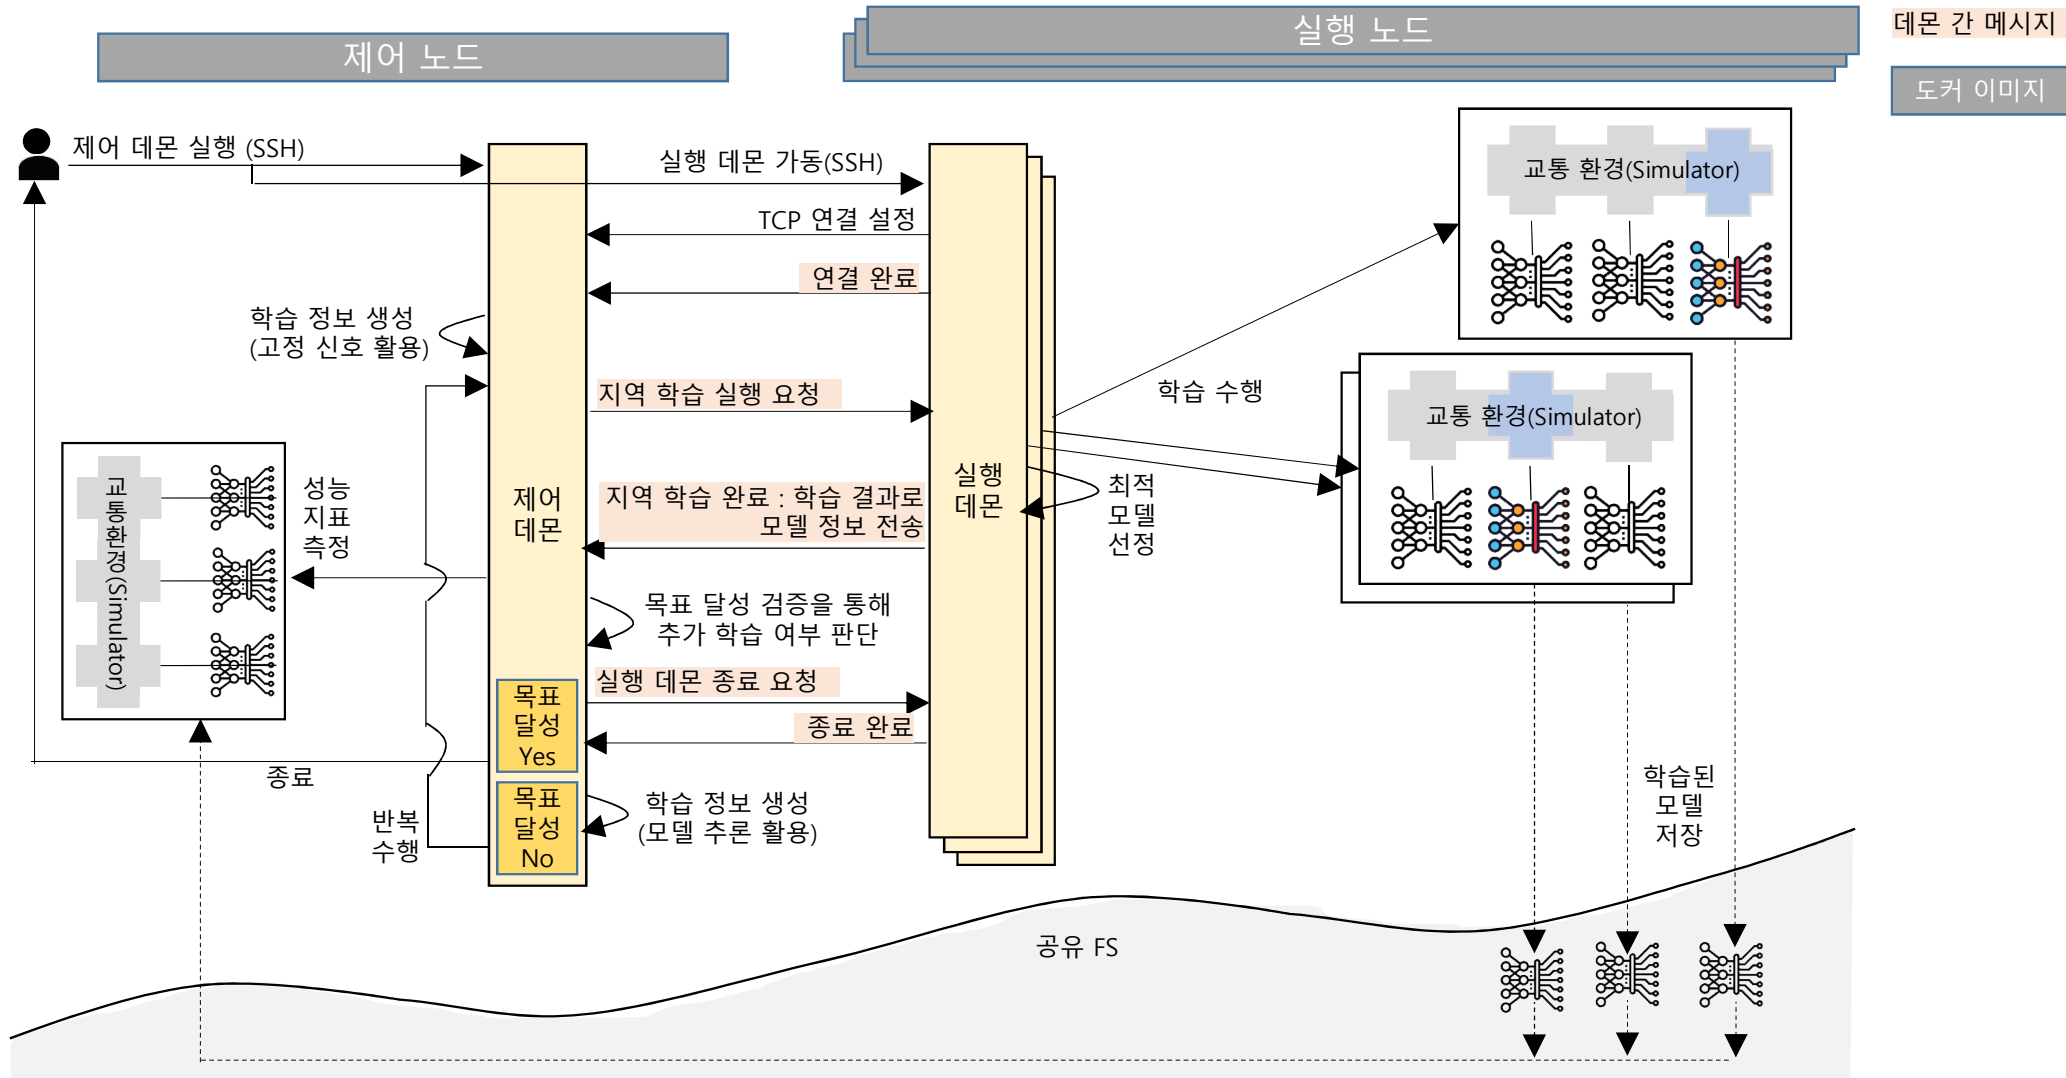 제어 노드
실행 노드
데몬 간 메시지
도커 이미지
제어 데몬 실행 (SSH)
실행 데몬 가동(SSH)
TCP 연결 설정
연결 완료
학습 정보 생성
(고정 신호 활용)
지역 학습 실행 요청
학습 수행
교통 환경(Simulator)
교통 환경(Simulator)
교통환경(Simulator)
성능
지표
측정
제어
데몬
지역 학습 완료 : 학습 결과로
모델 정보 전송
실행
데몬
최적
모델
선정
목표 달성 검증을 통해
추가 학습 여부 판단
실행 데몬 종료 요청
종료 완료
목표
달성
Yes
종료
목표
달성
No
학습 정보 생성
(모델 추론 활용)
반복
수행
학습된
모델
저장
공유 FS